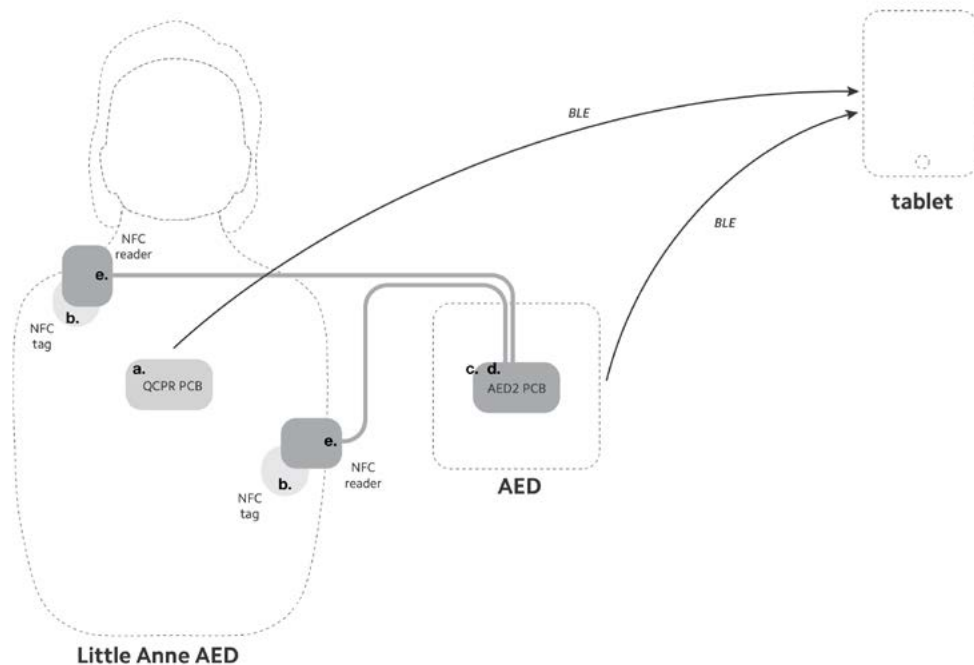 BLE
tablet
BLE
NFC
reader
e.
b.
NFC
tag
a.
QCPR PCB
c. d.
AED2 PCB
e.
NFC
reader
b.
NFC
tag
AED
Little Anne AED